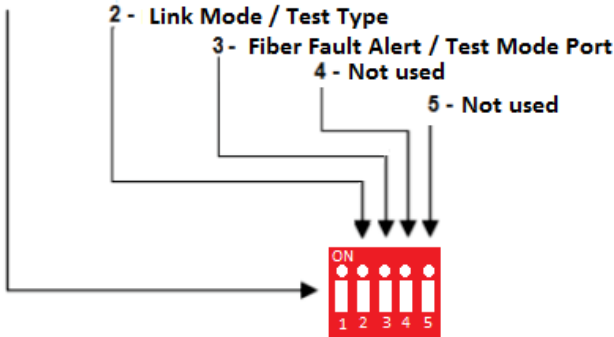 2 - Link Mode / Test Type
3 - Fiber Fault Alert / Test Mode Port
4 - Not used
5 - Not used
ON
1 2 3 4 5